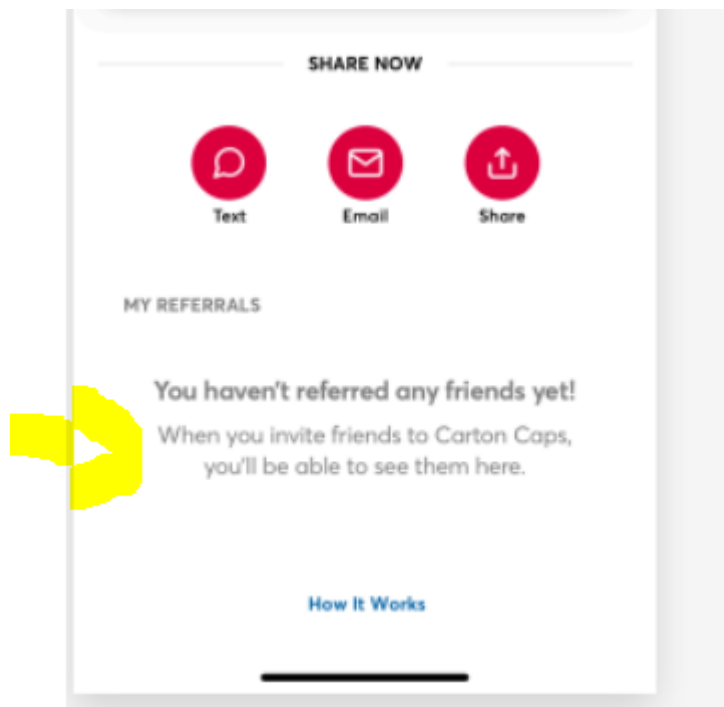 SHARE NOW
Text Email Share
MY REFERRALS
You haven't referred any friends yet!
When you invite friends to Carton Caps,
you'll be able to see them here.
How It Works